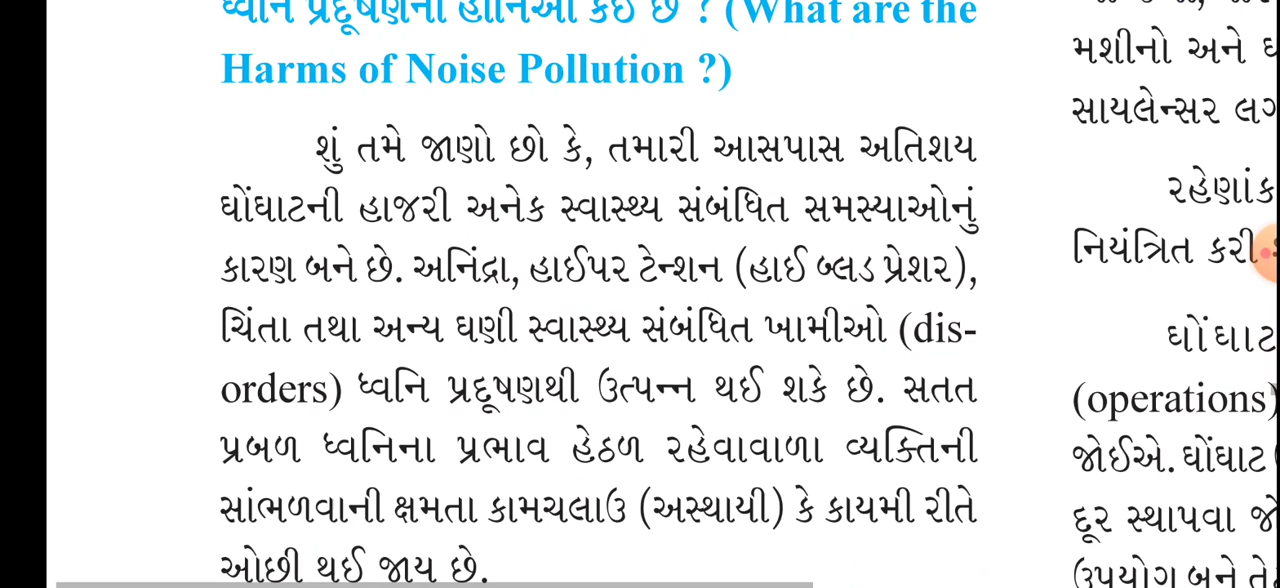 ધ્વનિ પ્રદૂષણની હાનિઓ કઈ છે ? (What are the
Harms of Noise Pollution ?)
શું તમે જાણો છો કે, તમારી આસપાસ અતિશય
ઘોંઘાટની હાજરી અનેક સ્વાસ્થ્ય સંબંધિત સમસ્યાઓનું
કારણ બને છે. અનિંદ્રા, હાઈપર ટેન્શન (હાઈ બ્લડ પ્રેશર),
ચિંતા તથા અન્ય ઘણી સ્વાસ્થ્ય સંબંધિત ખામીઓ (dis-
orders) ધ્વનિ પ્રદૂષણથી ઉત્પન્ન થઈ શકે છે. સતત
પ્રબળ ધ્વનિના પ્રભાવ હેઠળ રહેવાવાળા વ્યક્તિની
સાંભળવાની ક્ષમતા કામચલાઉ (અસ્થાયી) કે કાયમી રીતે
ઓછી થઈ જાય છે.
મશીનો અને
સાયલેન્સર
નિયંત્રિત કરી
ઘોંઘાટ
(operations)
જોઈએ. ઘોંઘાટ
દૂર સ્થાપવા
ઉપયોગ બને